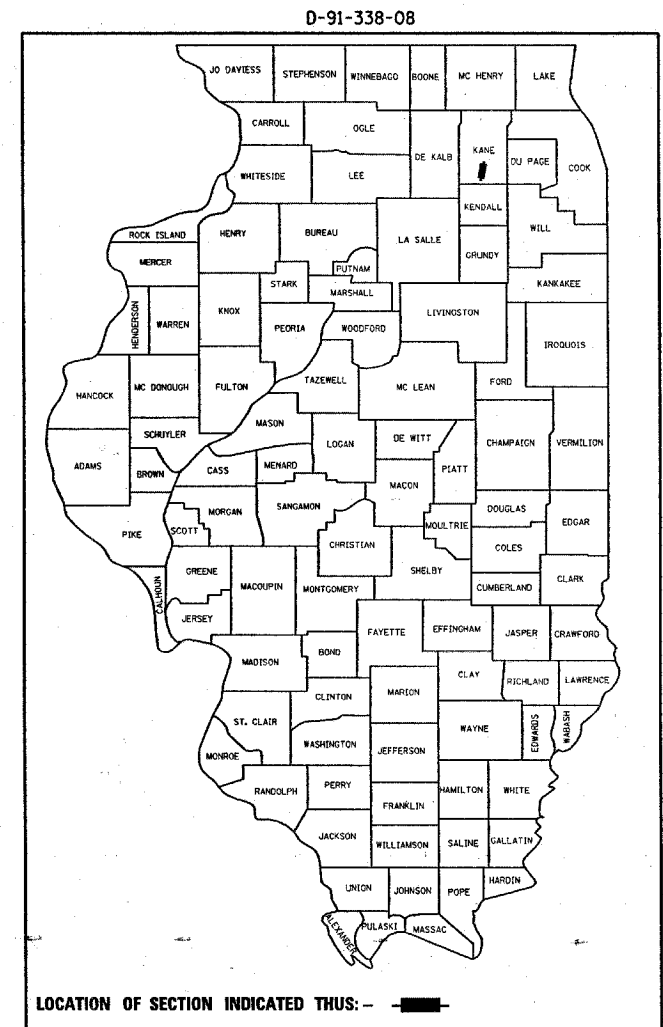 D-91-338-08
JO DAVIESS STEPHENSON WINNEBAGO BOONE MC HENRY LAKE
CARROLL OGLE DE KALB KANE DU PAGE COOK
WHITESIDE LEE KENDALL WILL
ROCK ISLAND HENRY BUREAU LA SALLE GRUNDY
MERCER STARK PUTNAM MARSHALL KANKAKEE
HENDERSON WARREN KNOX PEORIA WOODFORD LIVINGSTON IROQUOIS
HANCOCK MC DONOUGH FULTON TAZEWELL MC LEAN FORD
SCHUYLER MASON LOGAN DE WITT CHAMPAIGN VERMILION
ADAMS BROWN CASS MENARD MACON PIATT
PIKE SCOTT MORGAN SANGAMON CHRISTIAN MOULTRIE DOUGLAS EDGAR
COLES
CALHOUN GREENE MACOUPIN MONTGOMERY SHELBY CUMBERLAND CLARK
JERSEY FAYETTE EFFINGHAM JASPER CRAWFORD
MADISON BOND CLAY RICHLAND LAWRENCE
CLINTON MARION
ST. CLAIR WASHINGTON JEFFERSON WAYNE EDWARDS WABASH
MONROE
RANDOLPH PERRY FRANKLIN HAMILTON WHITE
JACKSON WILLIAMSON SALINE GALLATIN
UNION JOHNSON POPE HARDIN
ALEXANDER PULASKI MASSAC
LOCATION OF SECTION INDICATED THUS: -